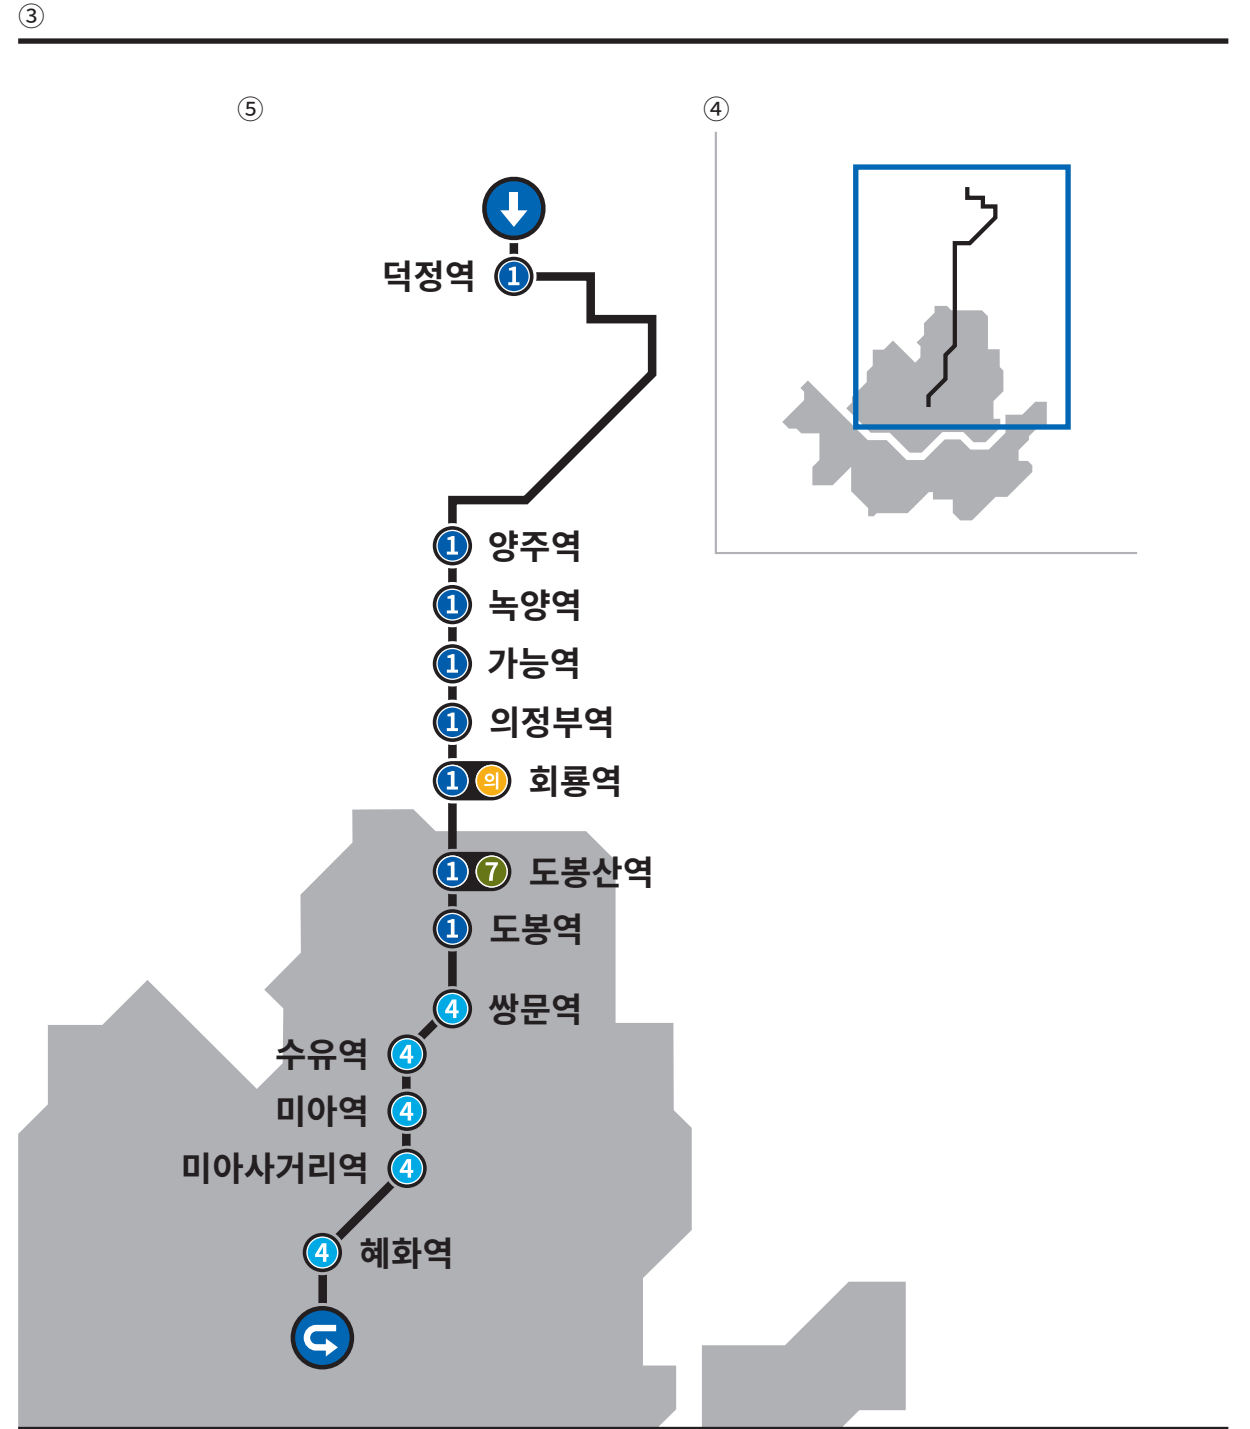 ③
⑤
④
덕정역 1
1 양주역
1 녹양역
1 가능역
1 의정부역
1 의 회룡역
1 7 도봉산역
1 도봉역
4 쌍문역
수유역 4
미아역 4
미아사거리역 4
4 혜화역